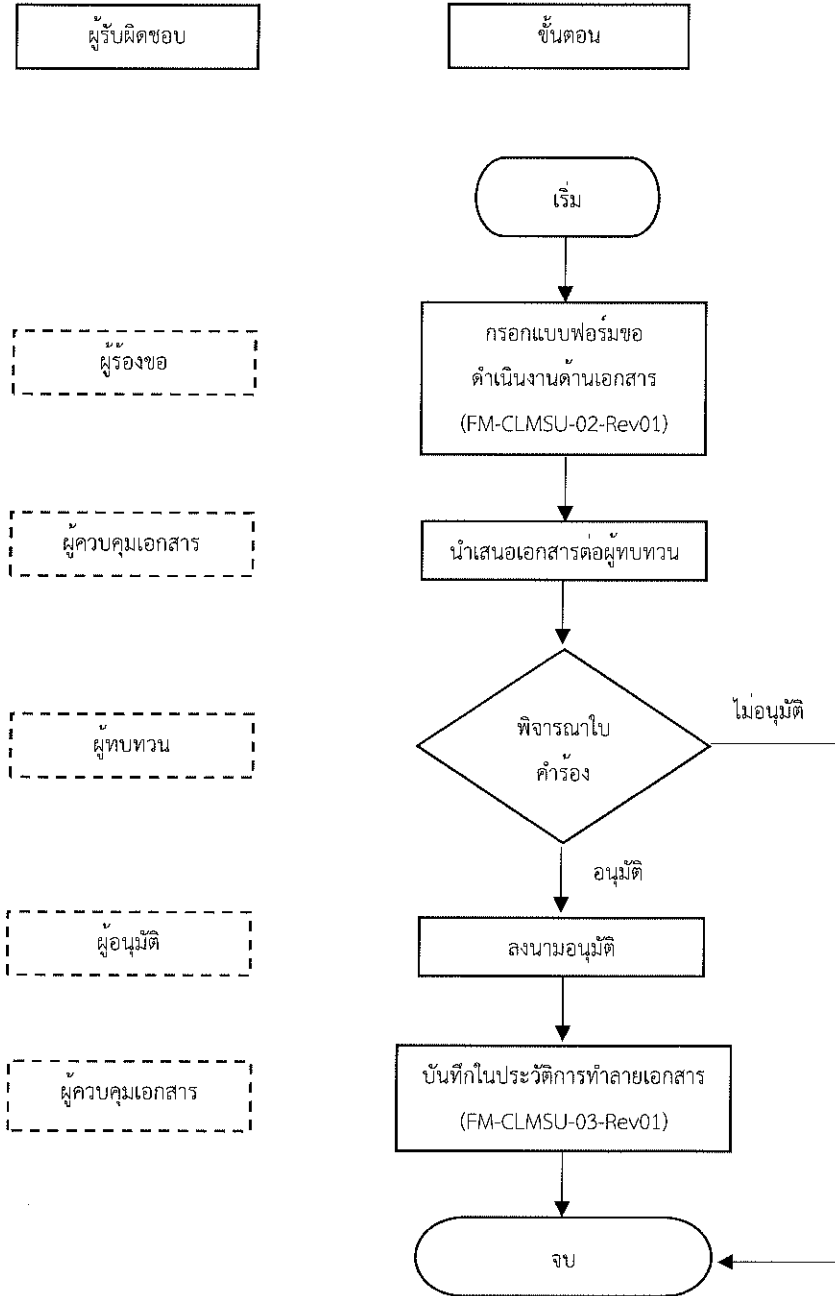 ผู้รับผิดชอบ
ขั้นตอน
เริ่ม
ผู้ร้องขอ
กรอกแบบฟอร์มขอ
ดำเนินงานด้านเอกสาร
(FM-CLMSU-02-Rev01)
ผู้ควบคุมเอกสาร
นำเสนอเอกสารต่อผู้ทบทวน
ผู้ทบทวน
พิจารณาใบ
คำร้อง
ไม่อนุมัติ
อนุมัติ
ผู้อนุมัติ
ลงนามอนุมัติ
ผู้ควบคุมเอกสาร
บันทึกในประวัติการทำลายเอกสาร
(FM-CLMSU-03-Rev01)
จบ